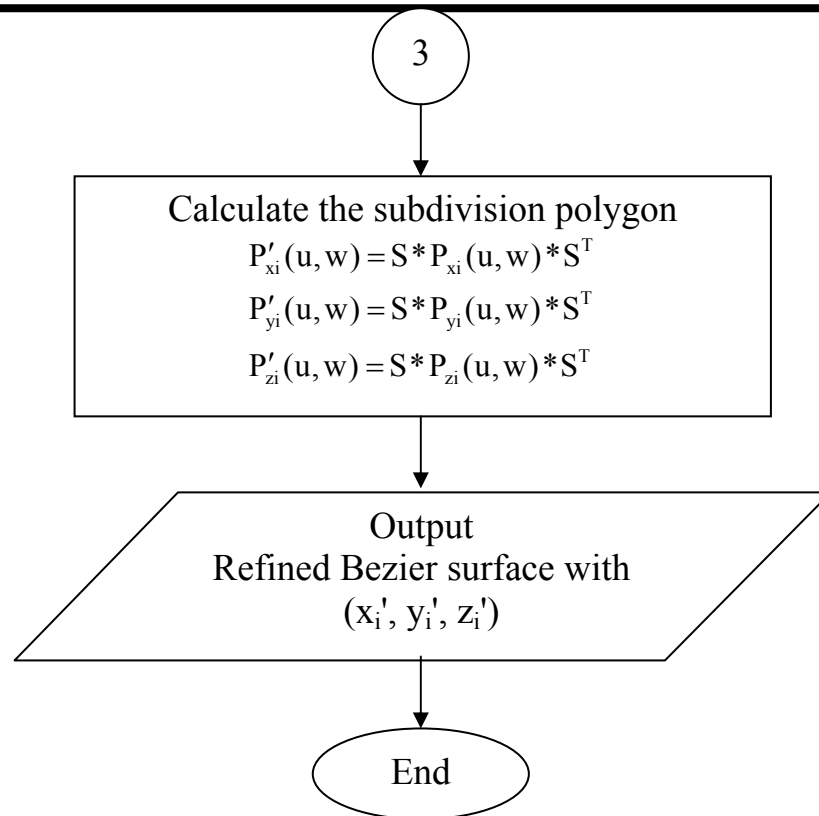 3
Calculate the subdivision polygon
P′xi(u,w) = S* Pxi(u,w)*Sᵀ
P′yi(u,w) = S* Pyi(u,w)*Sᵀ
P′zi(u,w) = S* Pzi(u,w)*Sᵀ
Output
Refined Bezier surface with
(xᵢ', yᵢ', zᵢ')
End